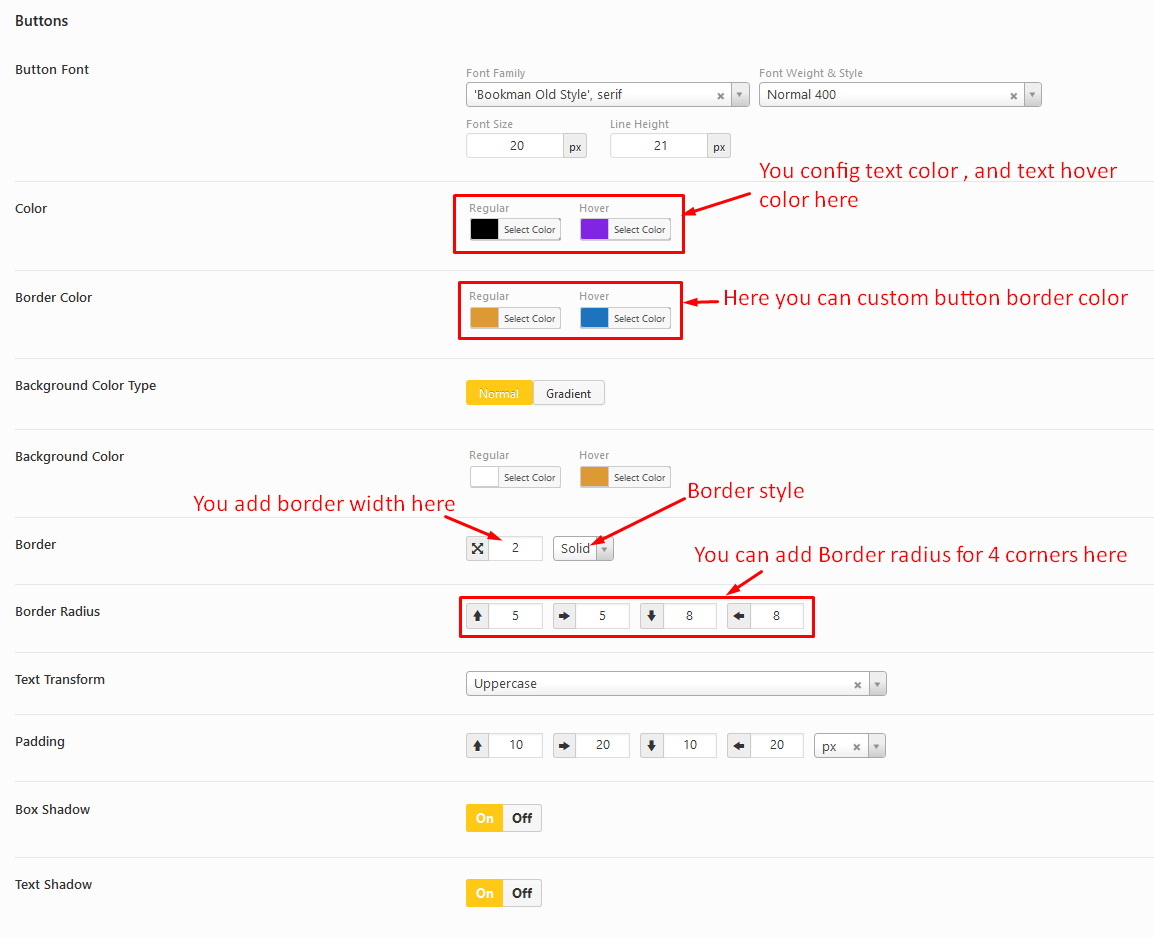 Buttons
Button Font
Font Family
Font Weight & Style
'Bookman Old Style', serif
Normal 400
Font Size
Line Height
20 px
21 px
You config text color , and text hover
color here
Color
Regular
Hover
Select Color
Select Color
Border Color
Regular
Hover
Here you can custom button border color
Select Color
Select Color
Background Color Type
Normal
Gradient
Background Color
Regular
Hover
Select Color
Select Color
You add border width here
Border style
Border
2
Solid
You can add Border radius for 4 corners here
Border Radius
5
5
8
8
Text Transform
Uppercase
Padding
10
20
10
20
px
Box Shadow
On
Off
Text Shadow
On
Off